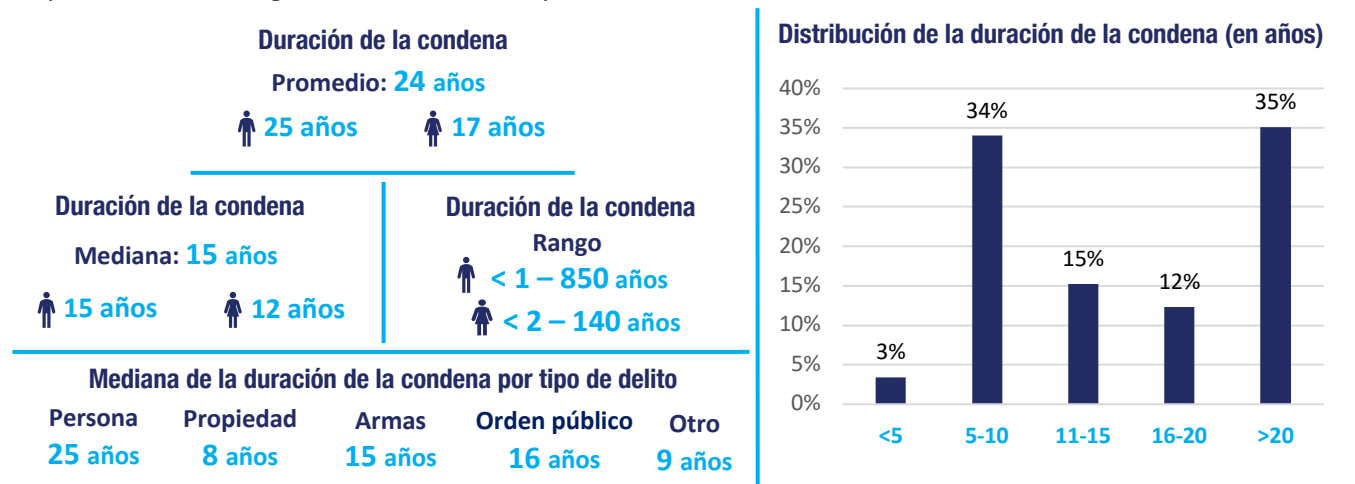 Duración de la condena
Promedio: 24 años
25 años 17 años
Duración de la condena
Mediana: 15 años
15 años 12 años
Duración de la condena
Rango
< 1 – 850 años
< 2 – 140 años
Mediana de la duración de la condena por tipo de delito
Persona Propiedad Armas Orden público Otro
25 años 8 años 15 años 16 años 9 años
Distribución de la duración de la condena (en años)
40%
35%
30%
25%
20%
15%
10%
5%
0%
3% 34% 15% 12% 35%
<5 5-10 11-15 16-20 >20